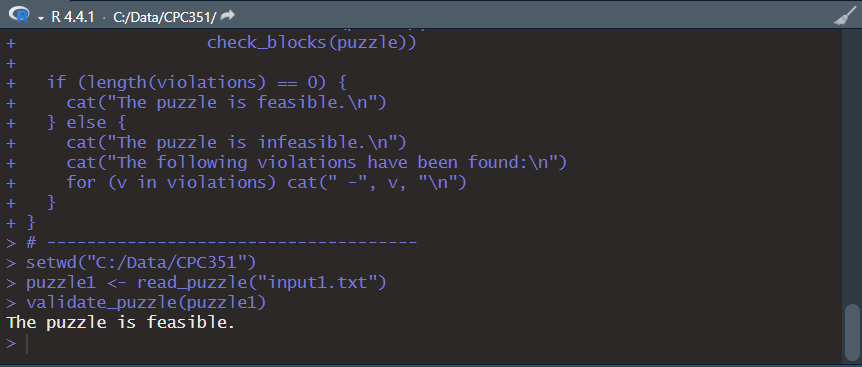 R 4.4.1 · C:/Data/CPC351/
+                    check_blocks(puzzle))
+
+   if (length(violations) == 0) {
+     cat("The puzzle is feasible.\n")
+   } else {
+     cat("The puzzle is infeasible.\n")
+     cat("The following violations have been found:\n")
+     for (v in violations) cat(" -", v, "\n")
+   }
+ }
> # -------------------------------------
> setwd("C:/Data/CPC351")
> puzzle1 <- read_puzzle("input1.txt")
> validate_puzzle(puzzle1)
The puzzle is feasible.
>